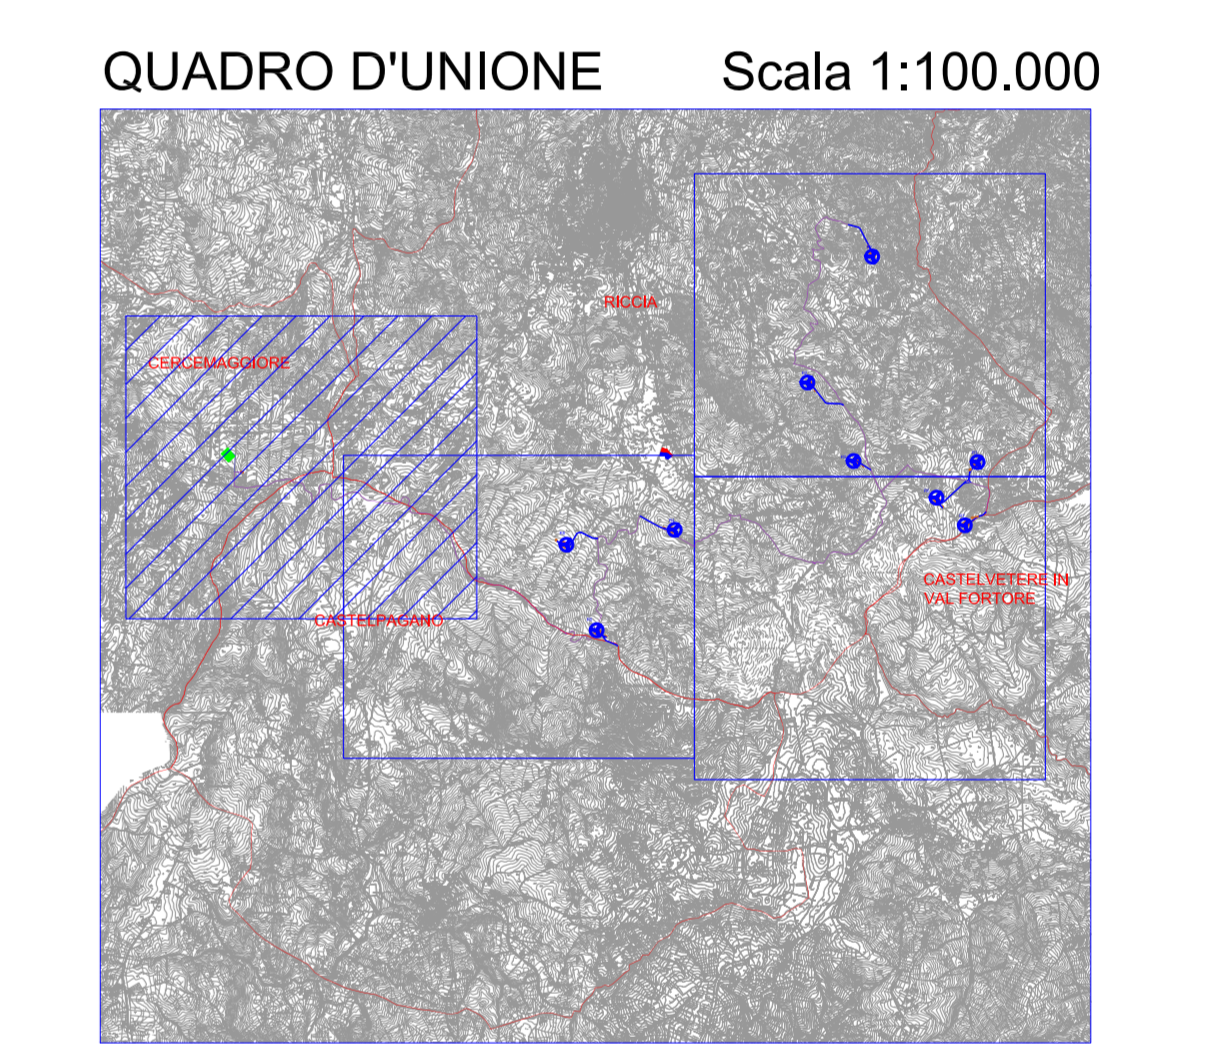 QUADRO D'UNIONE Scala 1:100.000
RICCIA
CERCEMAGGIORE
CASTELVETERE IN
VAL FORTORE
CASTELPAGANO